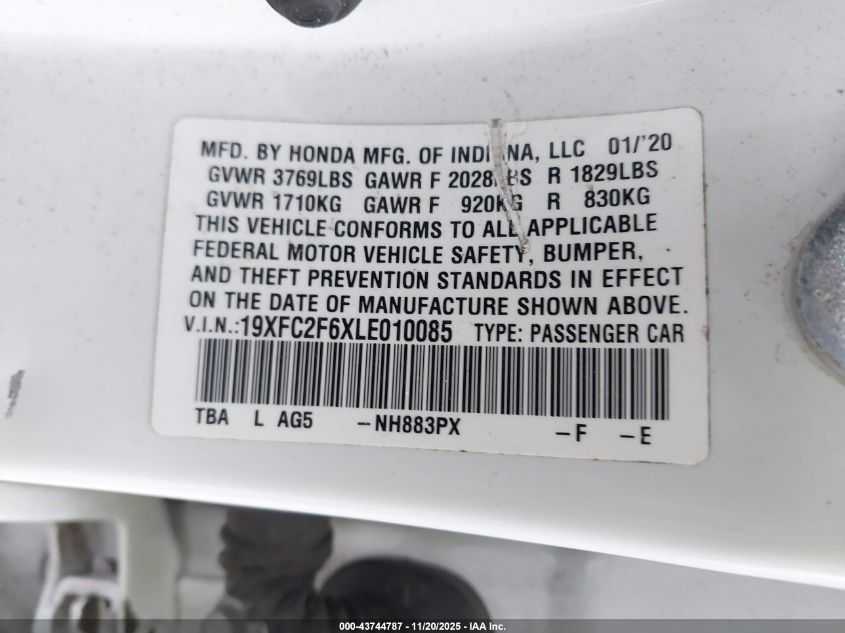 MFD. BY HONDA MFG. OF INDIANA, LLC 01/'20
GVWR 3769LBS GAWR F 2028LBS R 1829LBS
GVWR 1710KG GAWR F 920KG R 830KG
THIS VEHICLE CONFORMS TO ALL APPLICABLE
FEDERAL MOTOR VEHICLE SAFETY, BUMPER,
AND THEFT PREVENTION STANDARDS IN EFFECT
ON THE DATE OF MANUFACTURE SHOWN ABOVE.
V.I.N.:19XFC2F6XLE010085 TYPE: PASSENGER CAR
TBA L AG5 –NH883PX –F –E
000-43744787 - 11/20/2025 - IAA Inc.